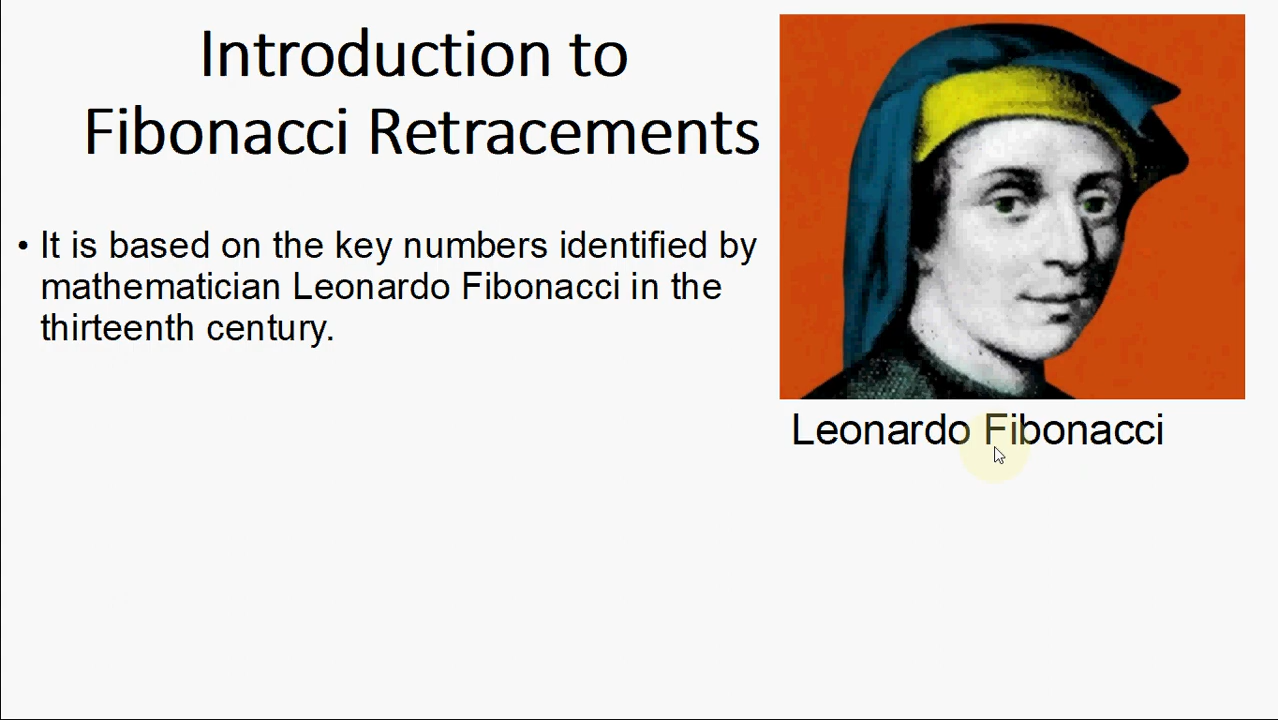 Introduction to
Fibonacci Retracements
• It is based on the key numbers identified by
mathematician Leonardo Fibonacci in the
thirteenth century.
Leonardo Fibonacci